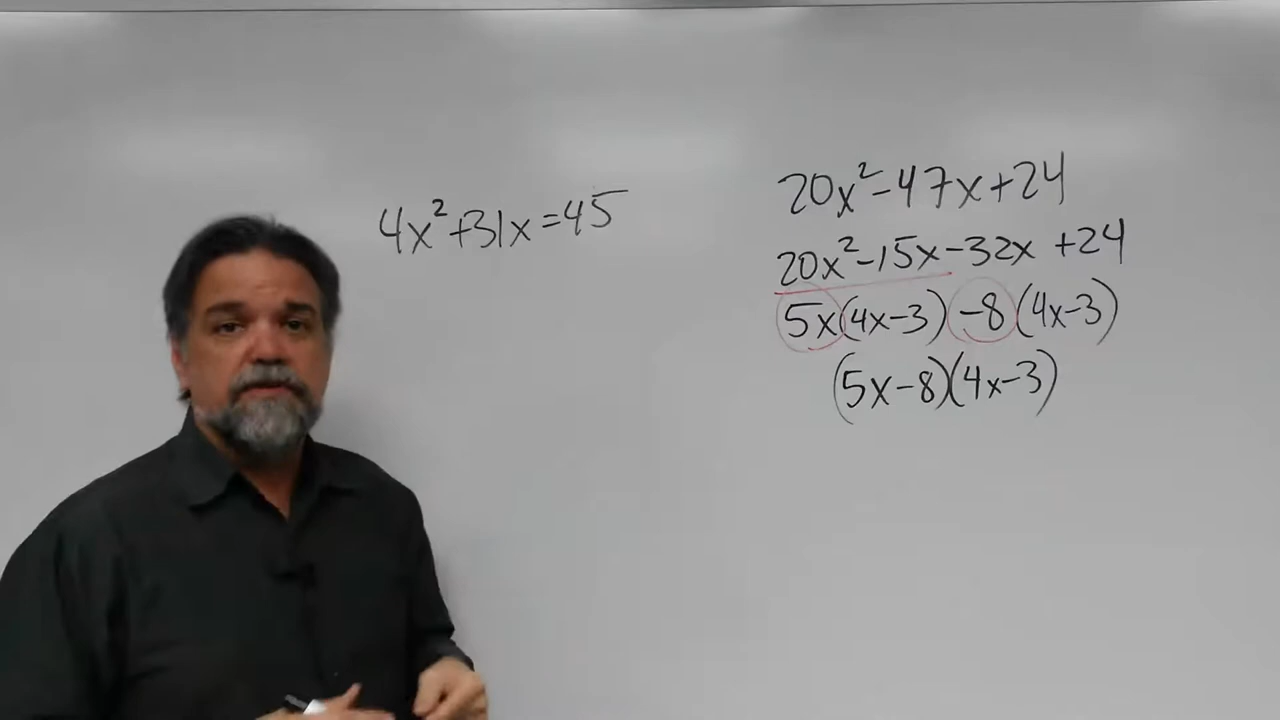 4x²+31x=45
20x²-47x+24
20x²-15x-32x +24
5x(4x-3) -8(4x-3)
(5x-8)(4x-3)